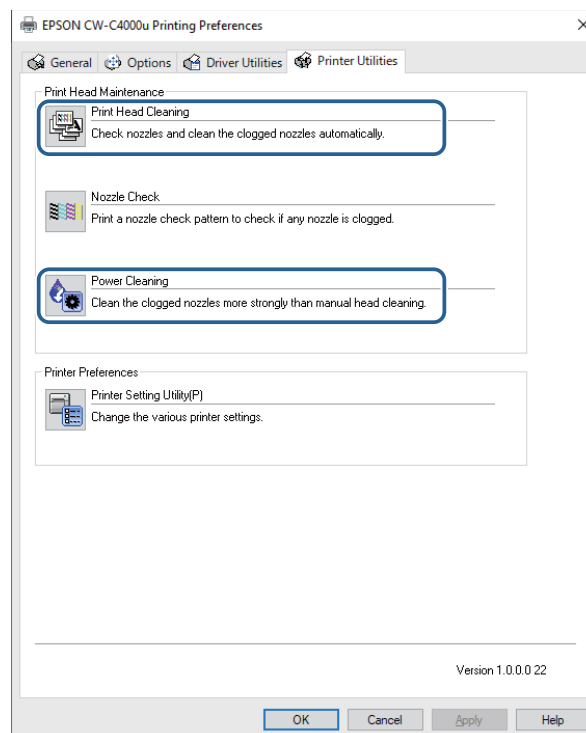 EPSON CW-C4000u Printing Preferences
General Options Driver Utilities Printer Utilities
Print Head Maintenance
Print Head Cleaning
Check nozzles and clean the clogged nozzles automatically.
Nozzle Check
Print a nozzle check pattern to check if any nozzle is clogged.
Power Cleaning
Clean the clogged nozzles more strongly than manual head cleaning.
Printer Preferences
Printer Setting Utility(P)
Change the various printer settings.
Version 1.0.0.0 22
OK Cancel Apply Help